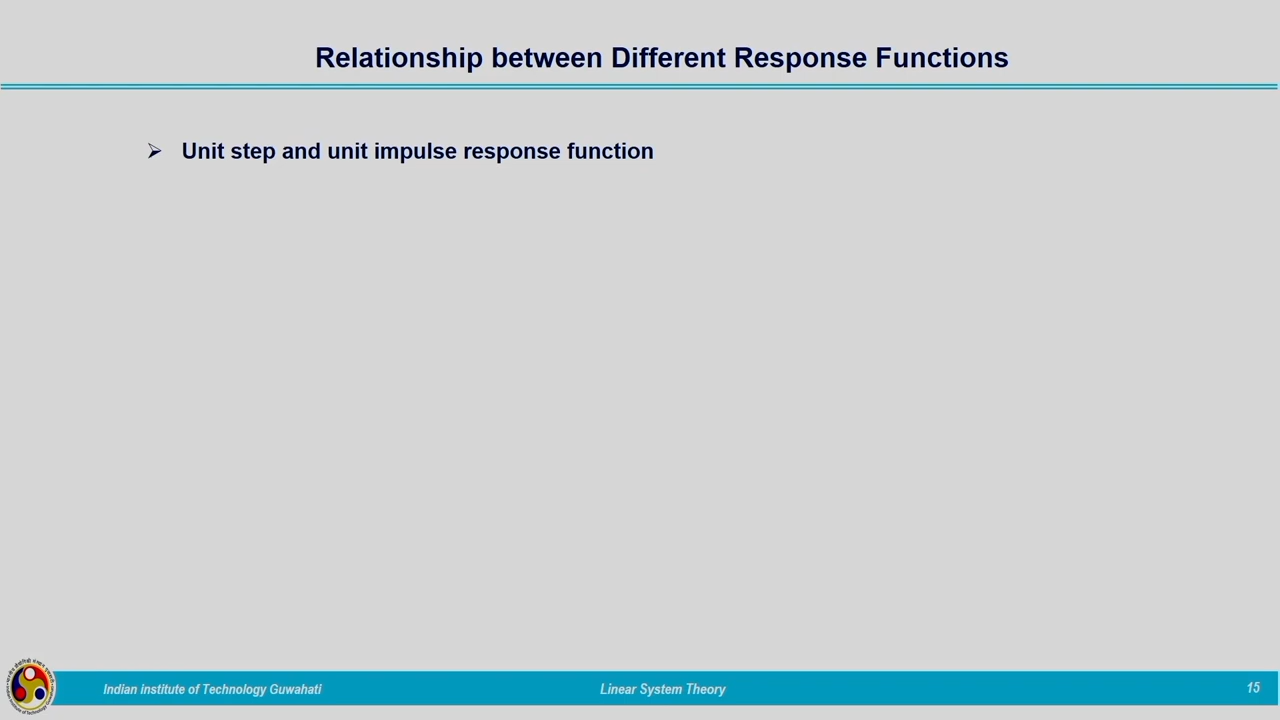 Relationship between Different Response Functions
➢ Unit step and unit impulse response function
Indian institute of Technology Guwahati
Linear System Theory
15